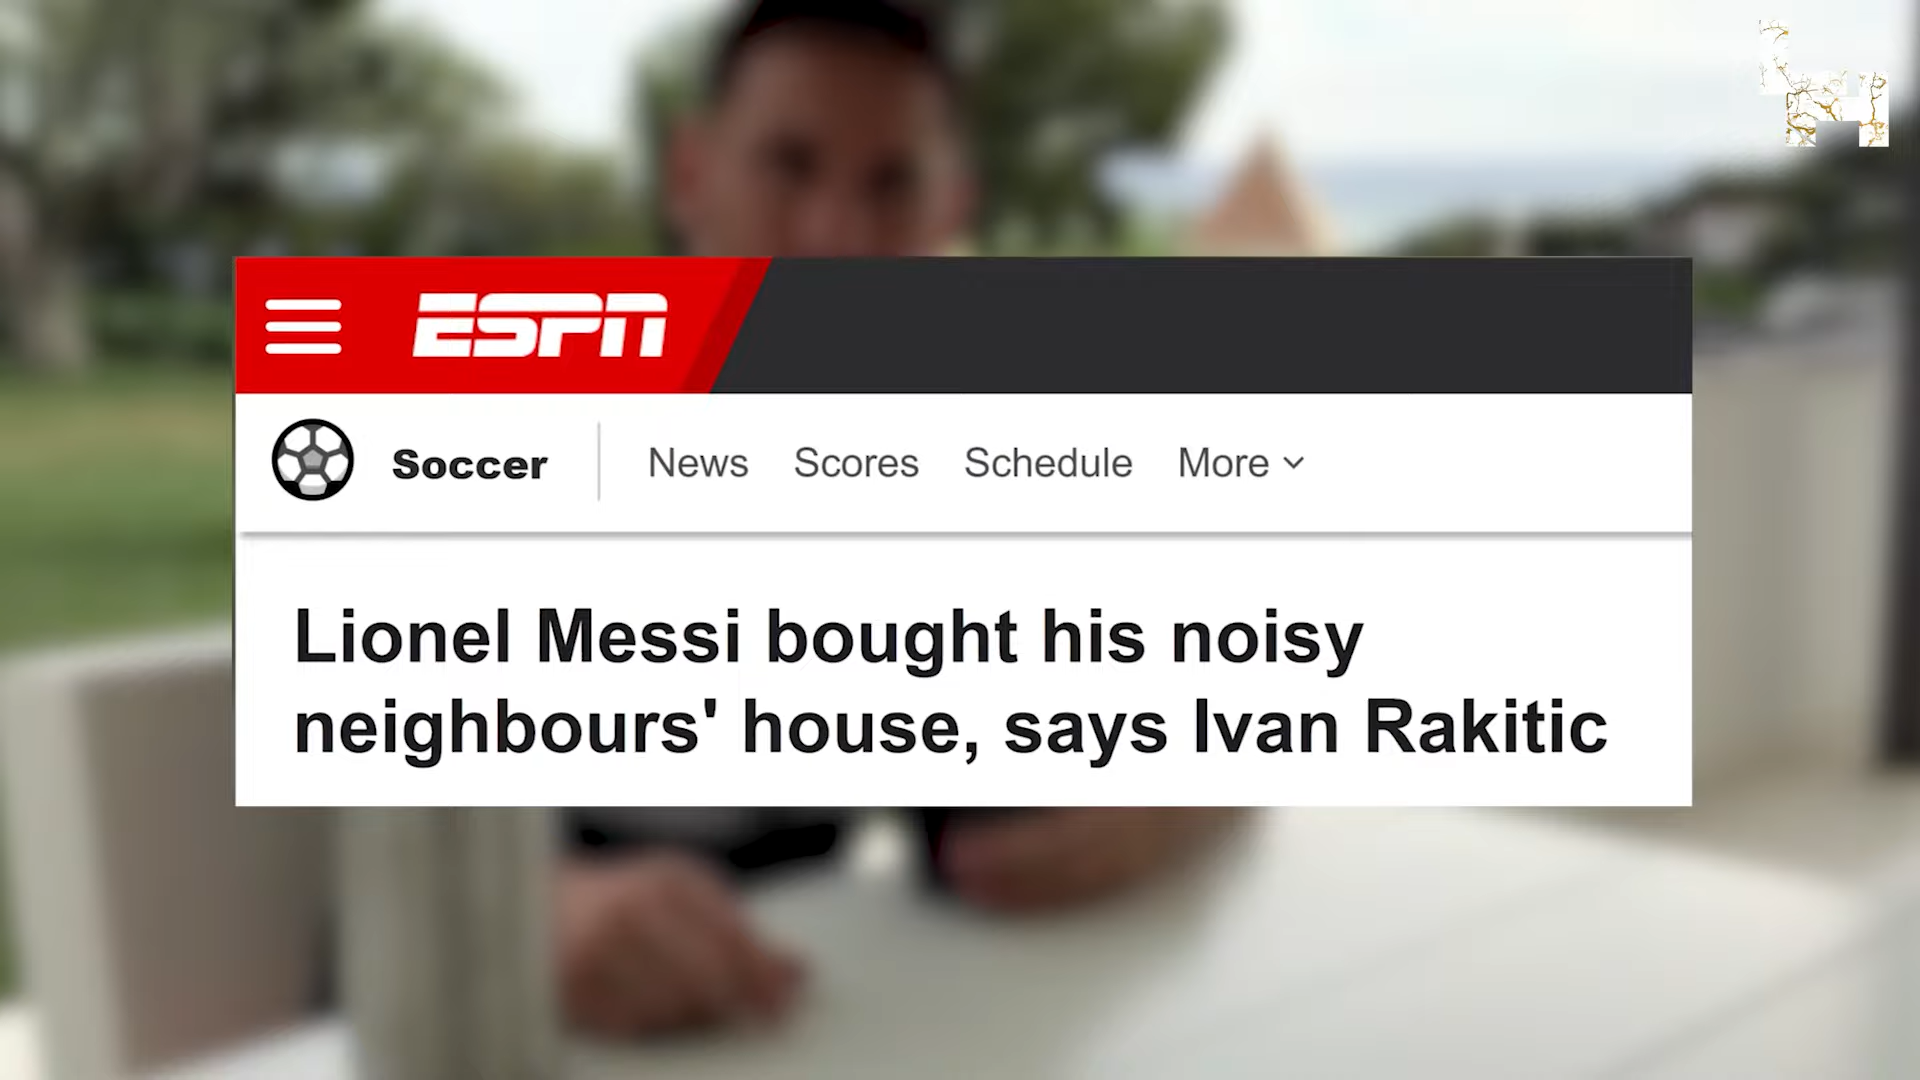 ESPN
Soccer
News Scores Schedule More
Lionel Messi bought his noisy
neighbours' house, says Ivan Rakitic